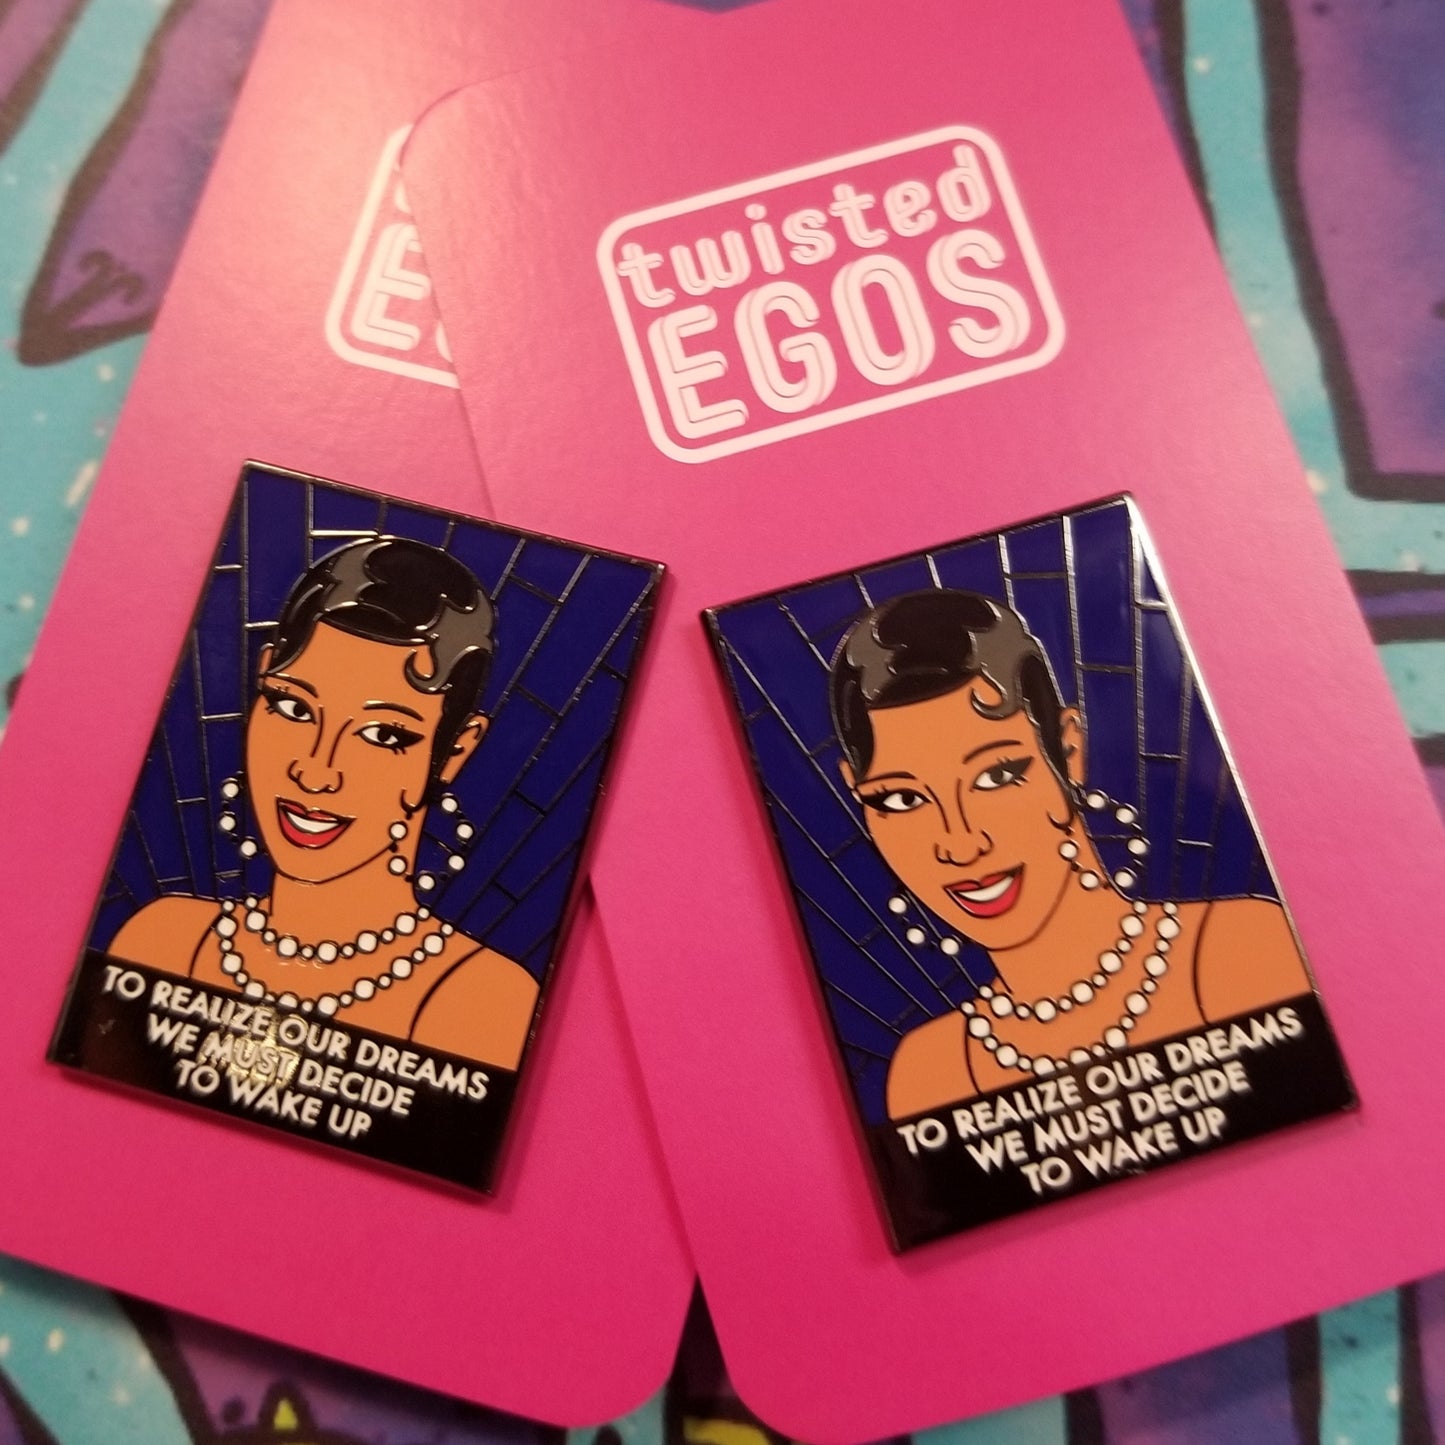 twisted
EGOS
E
TO REALIZE OUR DREAMS
WE MUST DECIDE
TO WAKE UP
TO REALIZE OUR DREAMS
WE MUST DECIDE
TO WAKE UP